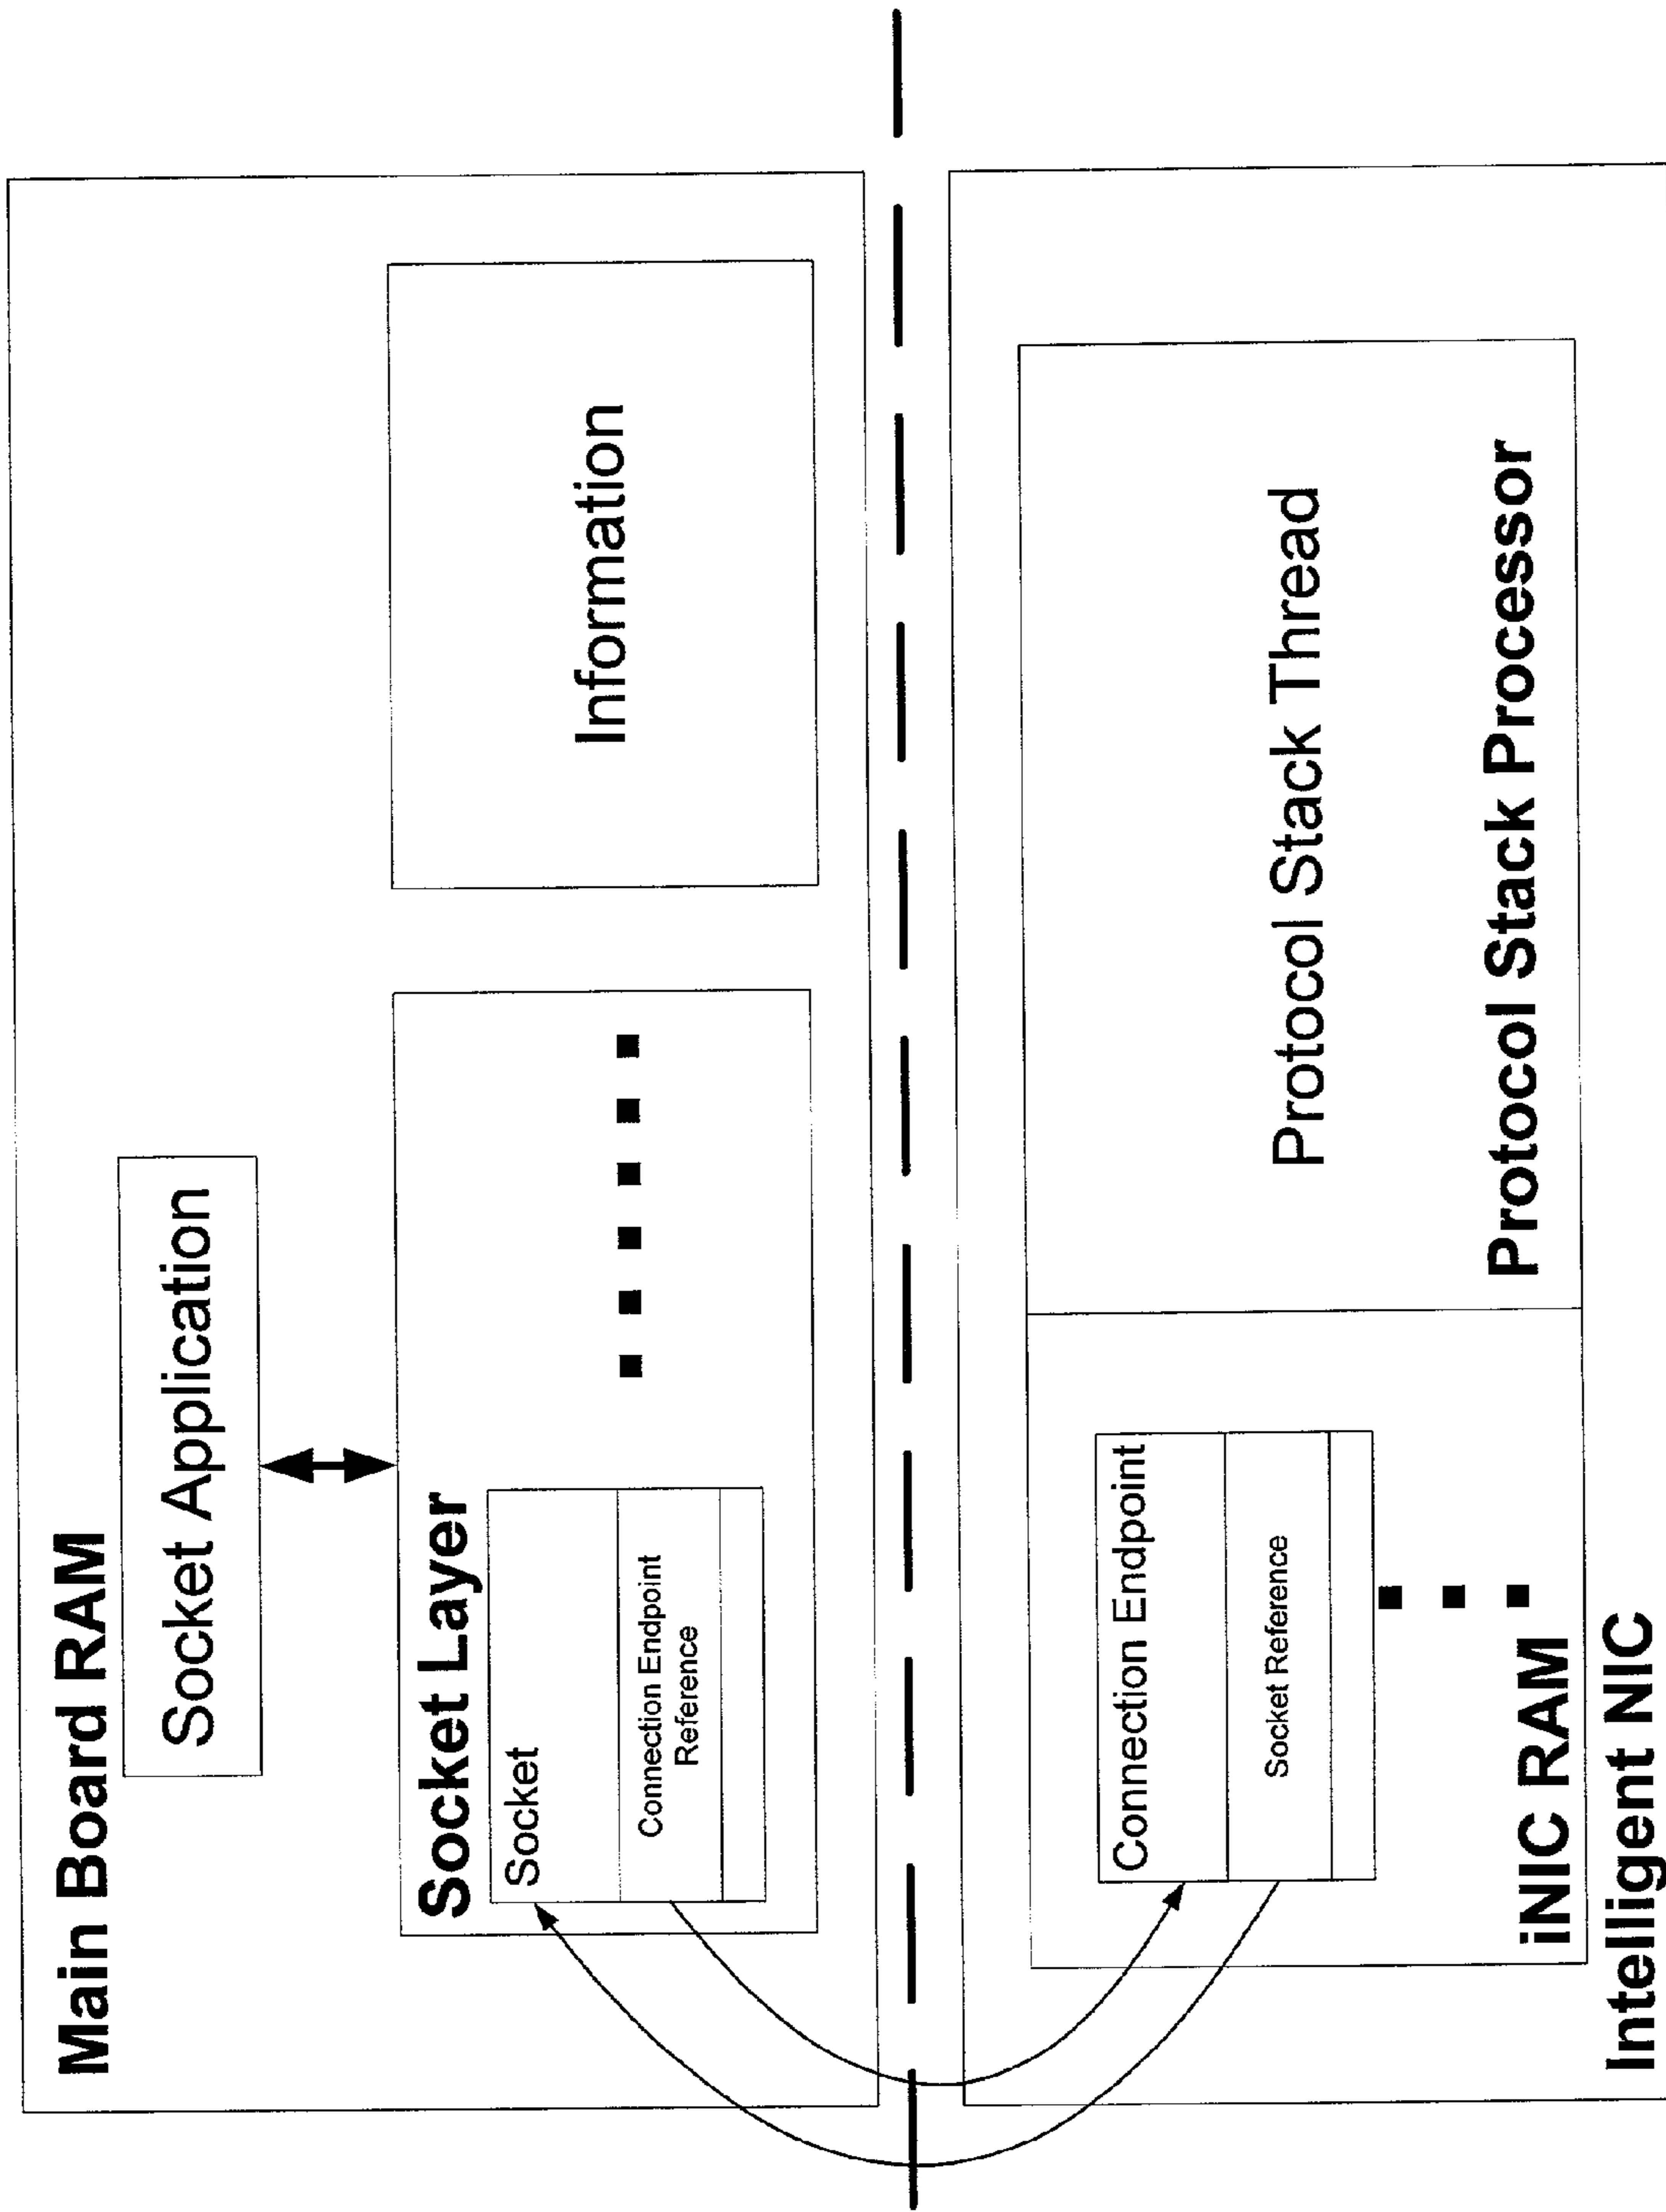 Main Board RAM
Socket Application
Socket Layer
Socket
Connection Endpoint
Reference
Information
Connection Endpoint
Socket Reference
iNIC RAM
Protocol Stack Thread
Protocol Stack Processor
Intelligent NIC